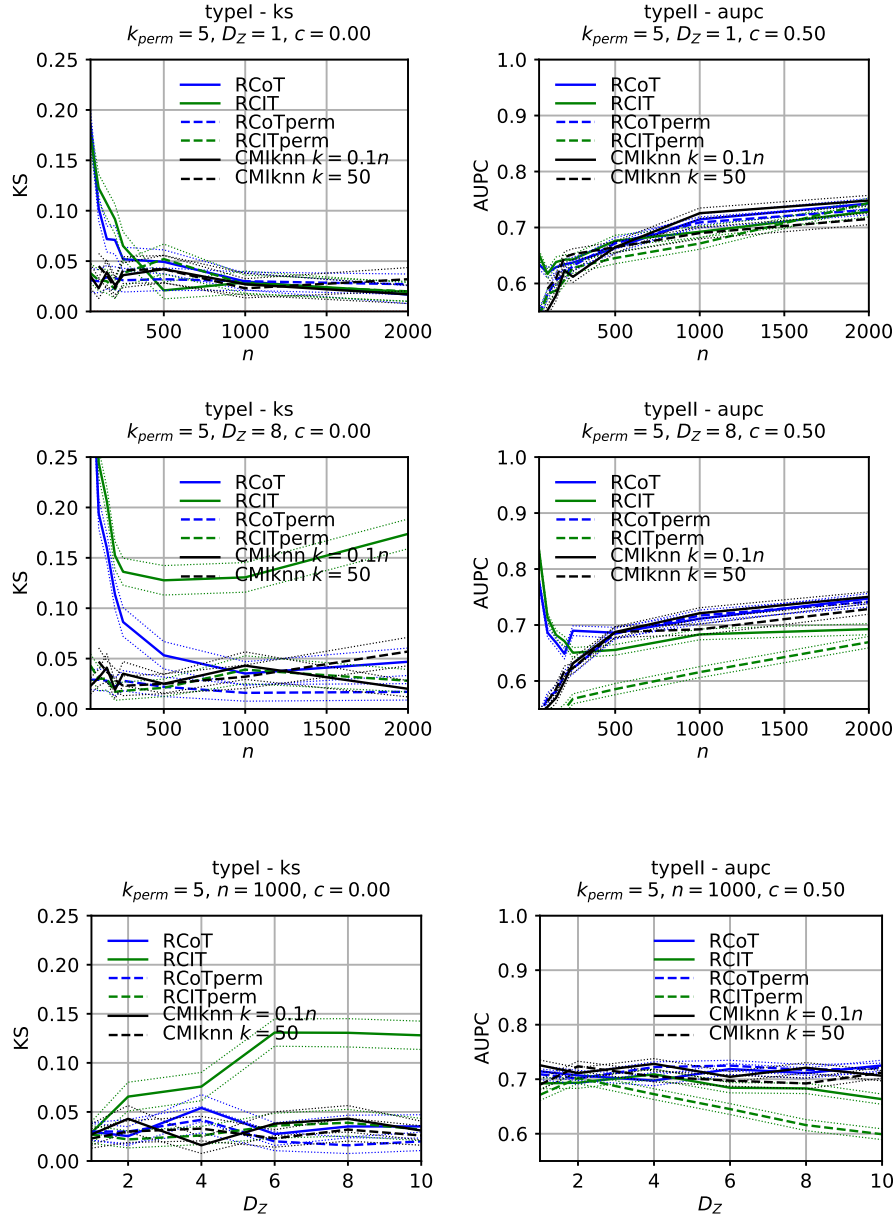 typeI - ks
k_perm = 5, D_Z = 1, c = 0.00
0.25
0.20
0.15
0.10
0.05
0.00
KS
RCoT
RCIT
RCoTperm
RCITperm
CMIknn k = 0.1n
CMIknn k = 50
500
1000
1500
2000
n
typeII - aupc
k_perm = 5, D_Z = 1, c = 0.50
1.0
0.9
0.8
0.7
0.6
AUPC
RCoT
RCIT
RCoTperm
RCITperm
CMIknn k = 0.1n
CMIknn k = 50
500
1000
1500
2000
n
typeI - ks
k_perm = 5, D_Z = 8, c = 0.00
0.25
0.20
0.15
0.10
0.05
0.00
KS
RCoT
RCIT
RCoTperm
RCITperm
CMIknn k = 0.1n
CMIknn k = 50
500
1000
1500
2000
n
typeII - aupc
k_perm = 5, D_Z = 8, c = 0.50
1.0
0.9
0.8
0.7
0.6
AUPC
RCoT
RCIT
RCoTperm
RCITperm
CMIknn k = 0.1n
CMIknn k = 50
500
1000
1500
2000
n
typeI - ks
k_perm = 5, n = 1000, c = 0.00
0.25
0.20
0.15
0.10
0.05
0.00
KS
RCoT
RCIT
RCoTperm
RCITperm
CMIknn k = 0.1n
CMIknn k = 50
2
4
6
8
10
D_Z
typeII - aupc
k_perm = 5, n = 1000, c = 0.50
1.0
0.9
0.8
0.7
0.6
AUPC
RCoT
RCIT
RCoTperm
RCITperm
CMIknn k = 0.1n
CMIknn k = 50
2
4
6
8
10
D_Z